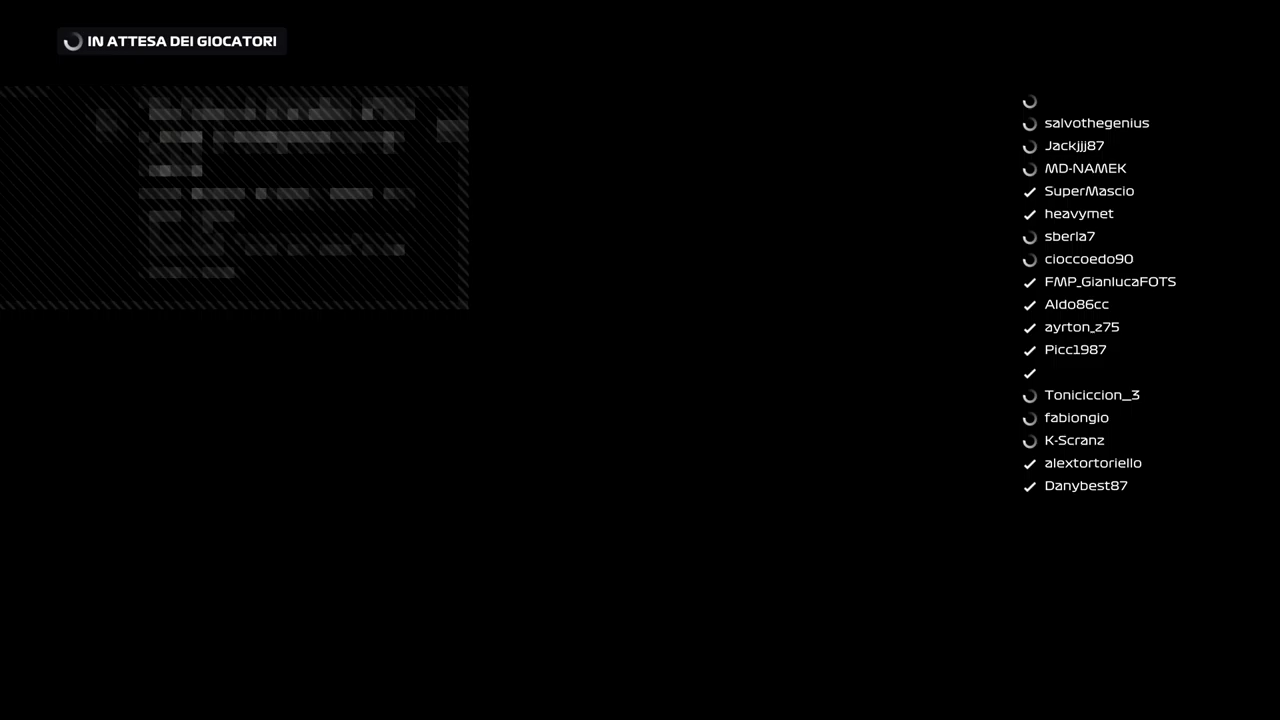 IN ATTESA DEI GIOCATORI
salvothegenius
Jackjjj87
MD-NAMEK
SuperMascio
heavymet
sberla7
cioccoedo90
FMP_GianlucaFOTS
Aldo86cc
ayrton_z75
Picc1987
Toniciccion__3
fabiongio
K-Scranz
alextortoriello
Danybest87